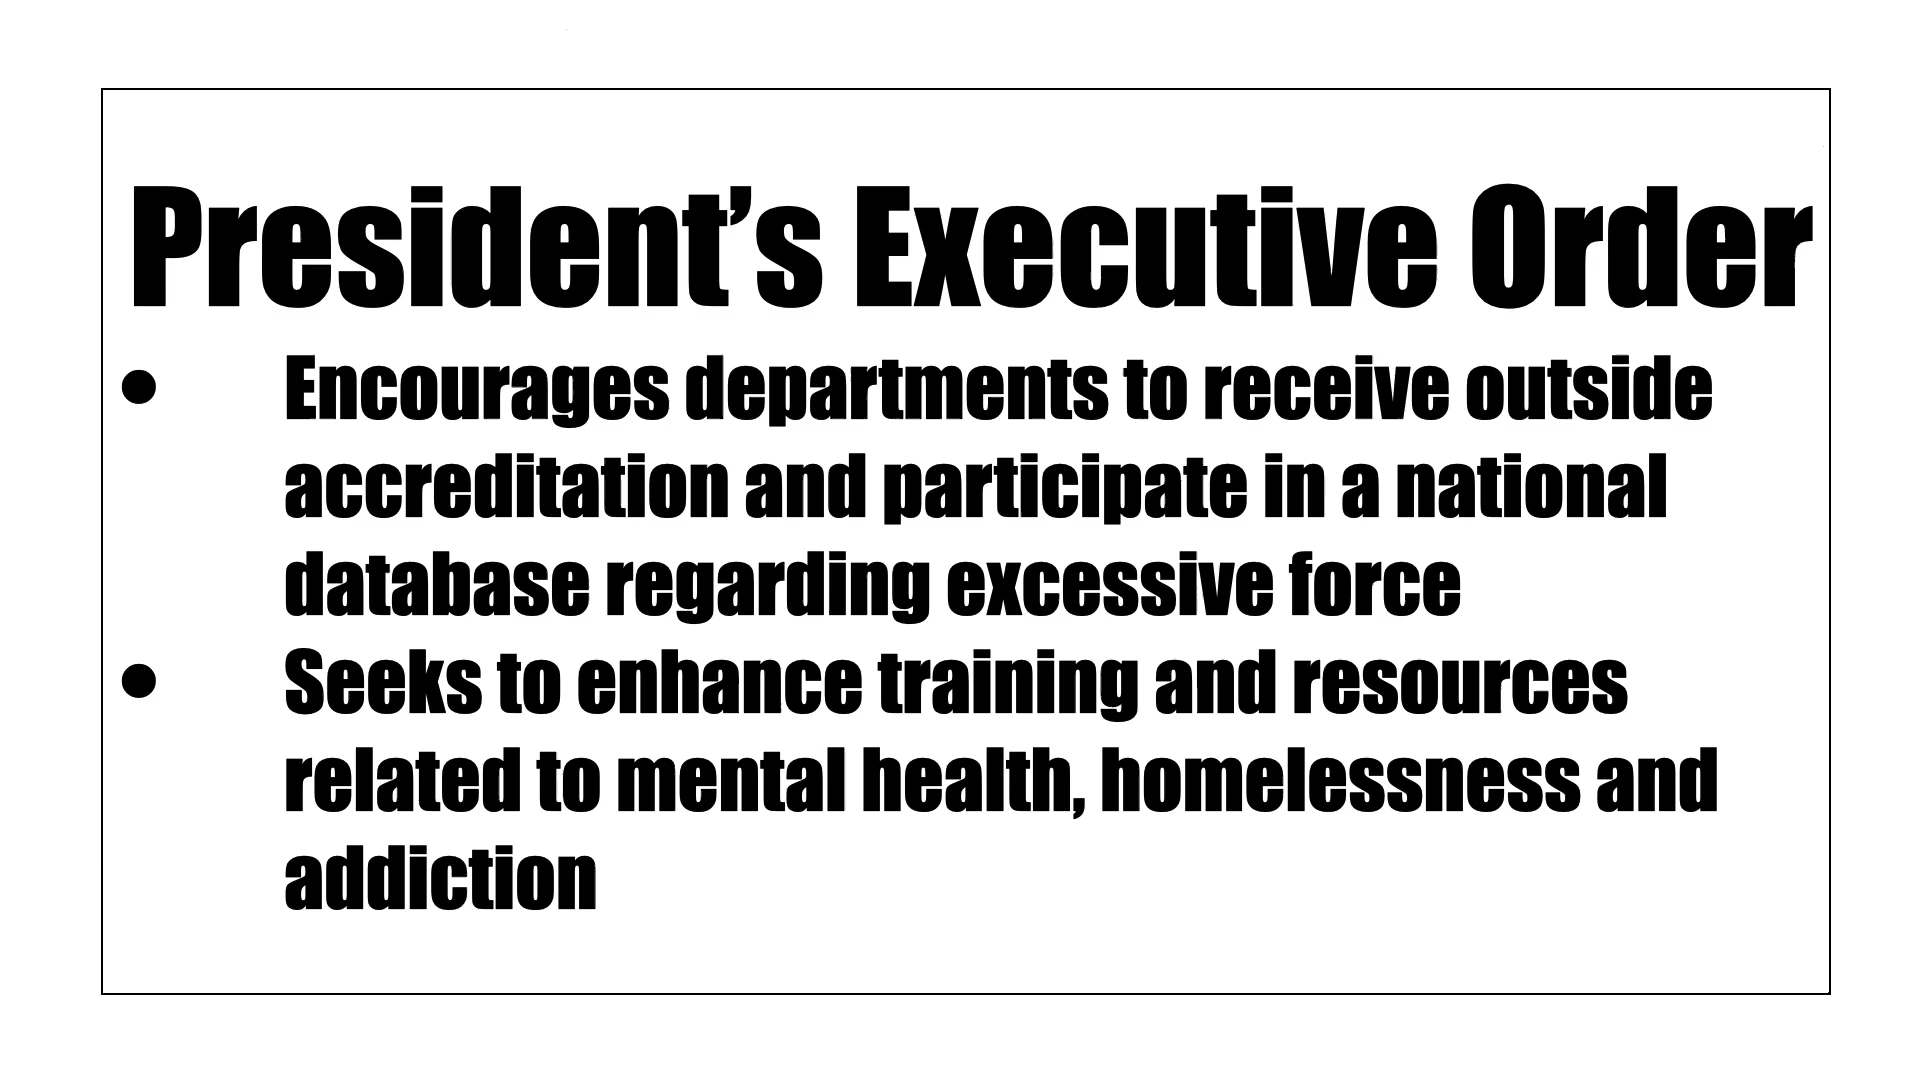 President’s Executive Order
• Encourages departments to receive outside
accreditation and participate in a national
database regarding excessive force
• Seeks to enhance training and resources
related to mental health, homelessness and
addiction